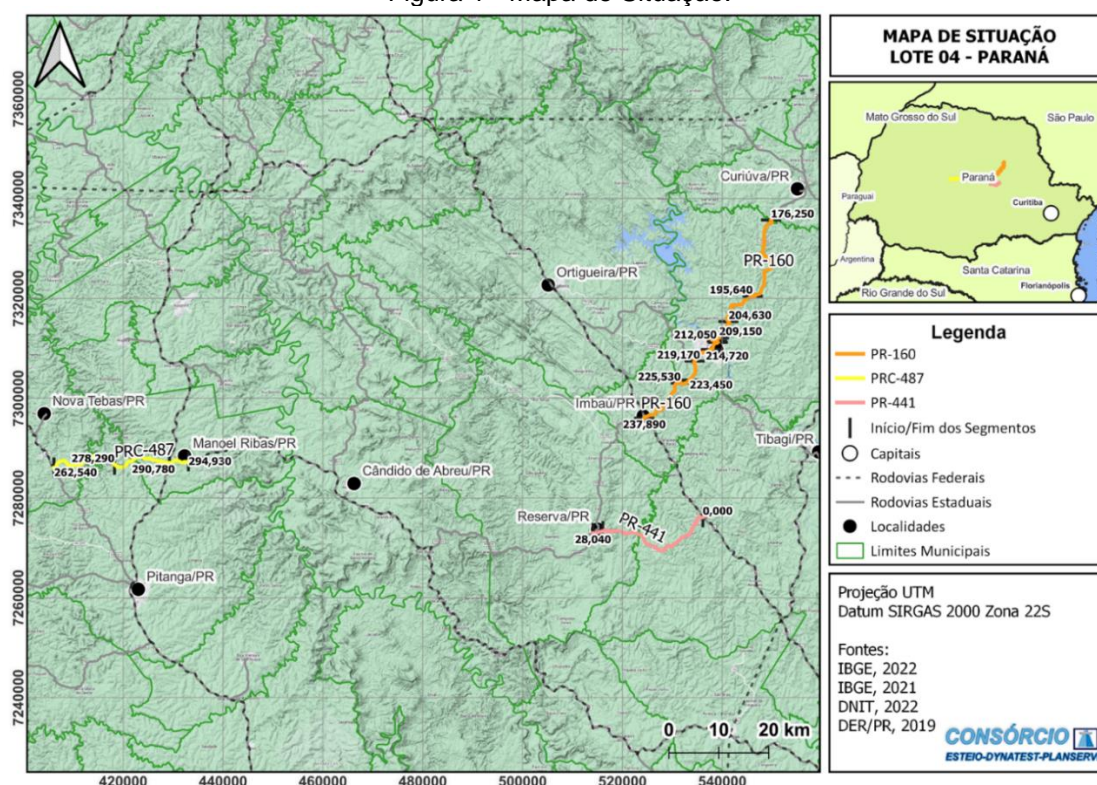 Figura 1 - Mapa de Situação.
MAPA DE SITUAÇÃO
LOTE 04 - PARANÁ
Mato Grosso do Sul
São Paulo
Paraná
Paraguai
Curitiba
Argentina
Santa Catarina
Florianópolis
Rio Grande do Sul
7360000
7340000
7320000
7300000
7280000
7260000
7240000
Curiúva/PR
176,250
Ortigueira/PR
PR-160
195,640
204,630
212,050
209,150
219,170
214,720
225,530
223,450
Imbaú/PR
PR-160
237,890
Nova Tebas/PR
Tibagi/PR
278,290
PRC-487
Manoel Ribas/PR
262,540
290,780
294,930
Cândido de Abreu/PR
Reserva/PR
PR-441
0,000
28,040
Pitanga/PR
0 10 20 km
420000 440000 460000 480000 500000 520000 540000
Legenda
PR-160
PRC-487
PR-441
Início/Fim dos Segmentos
Capitais
Rodovias Federais
Rodovias Estaduais
Localidades
Limites Municipais
Projeção UTM
Datum SIRGAS 2000 Zona 22S
Fontes:
IBGE, 2022
IBGE, 2021
DNIT, 2022
DER/PR, 2019
CONSÓRCIO
ESTEIO-DYNATEST-PLANSERV